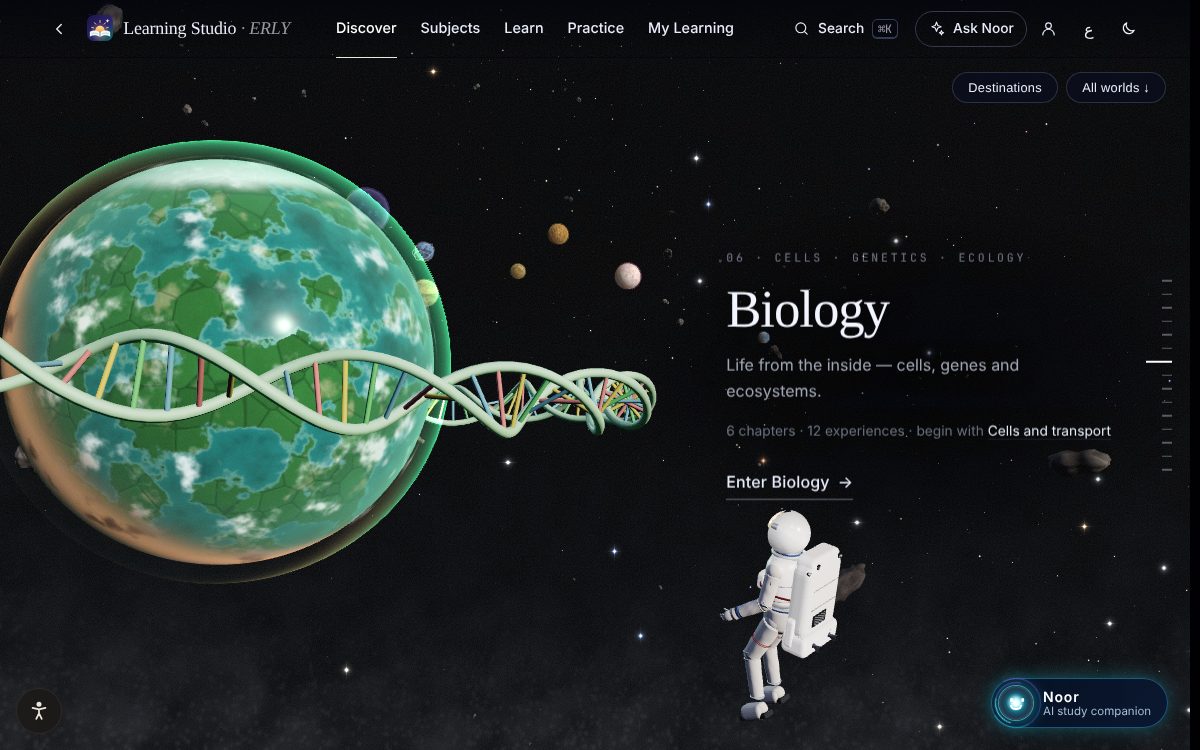 Learning Studio · ERLY
Discover
Subjects
Learn
Practice
My Learning
Search ⌘K
Ask Noor
ع
Destinations
All worlds ↓
06 · CELLS · GENETICS · ECOLOGY
Biology
Life from the inside — cells, genes and
ecosystems.
6 chapters · 12 experiences · begin with Cells and transport
Enter Biology →
Noor
AI study companion